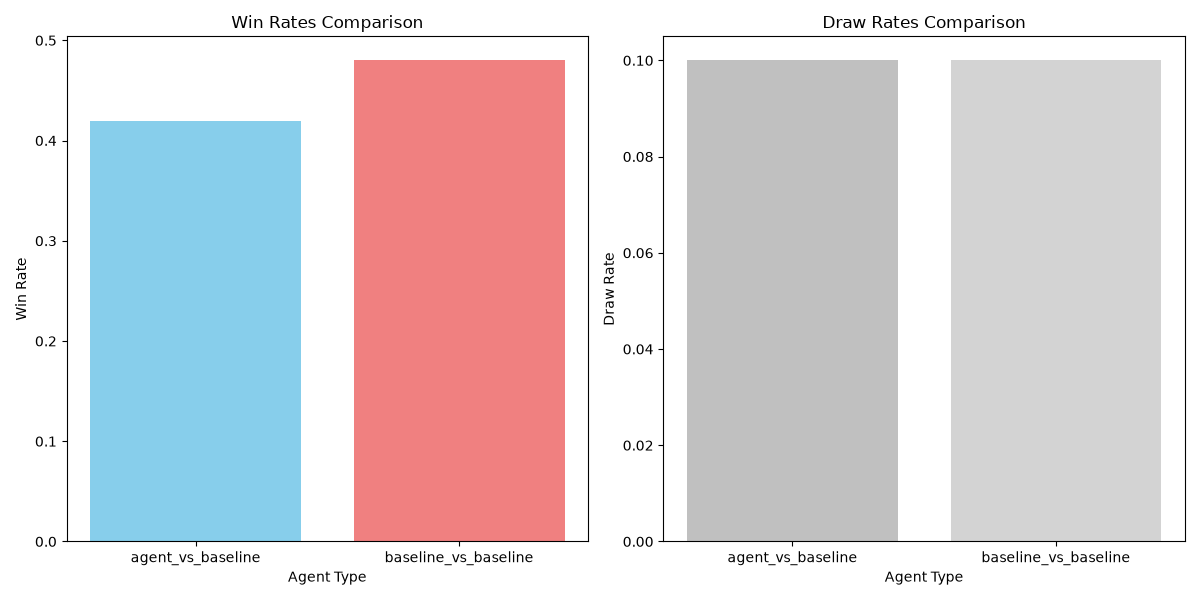 Win Rates Comparison
0.5
0.4
0.3
0.2
0.1
0.0
Win Rate
agent_vs_baseline
baseline_vs_baseline
Agent Type
Draw Rates Comparison
0.10
0.08
0.06
0.04
0.02
0.00
Draw Rate
agent_vs_baseline
baseline_vs_baseline
Agent Type